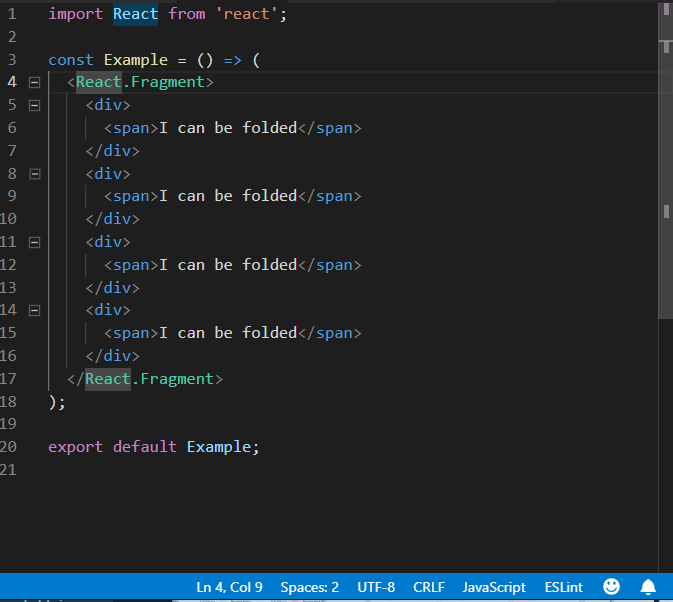 1 import React from 'react';
2
3 const Example = () => (
4 <React.Fragment>
5 <div>
6 <span>I can be folded</span>
7 </div>
8 <div>
9 <span>I can be folded</span>
10 </div>
11 <div>
12 <span>I can be folded</span>
13 </div>
14 <div>
15 <span>I can be folded</span>
16 </div>
17 </React.Fragment>
18 );
19
20 export default Example;
21
Ln 4, Col 9 Spaces: 2 UTF-8 CRLF JavaScript ESLint